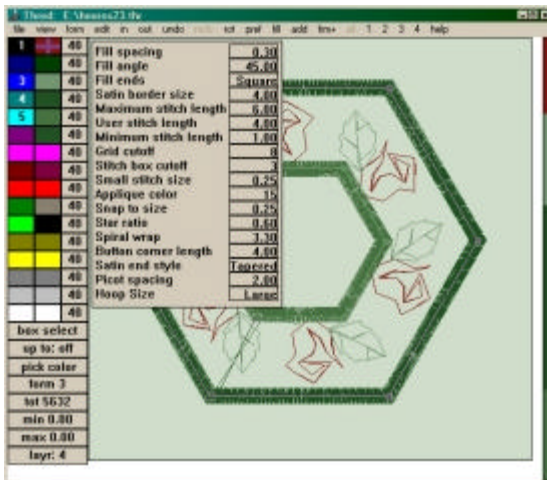 Thred E:\hoorns23.thr
file view form edit in out undo redo rot pref fill add frm+ all 1 2 3 4 help
1 40
40
3 40
4 40
5 40
40
40
40
40
40
40
40
40
40
40
40
Fill spacing 0.30
Fill angle 45.00
Fill ends Square
Satin border size 4.00
Maximum stitch length 6.00
User stitch length 4.00
Minimum stitch length 1.00
Grid cutoff 8
Stitch box cutoff 3
Small stitch size 0.25
Applique color 15
Snap to size 0.25
Star ratio 0.60
Spiral wrap 3.30
Button corner length 4.00
Satin end style Tapered
Picot spacing 2.00
Hoop Size Large
box select
up to: off
pick color
form 3
tot 5632
min 0.00
max 0.00
layr: 4